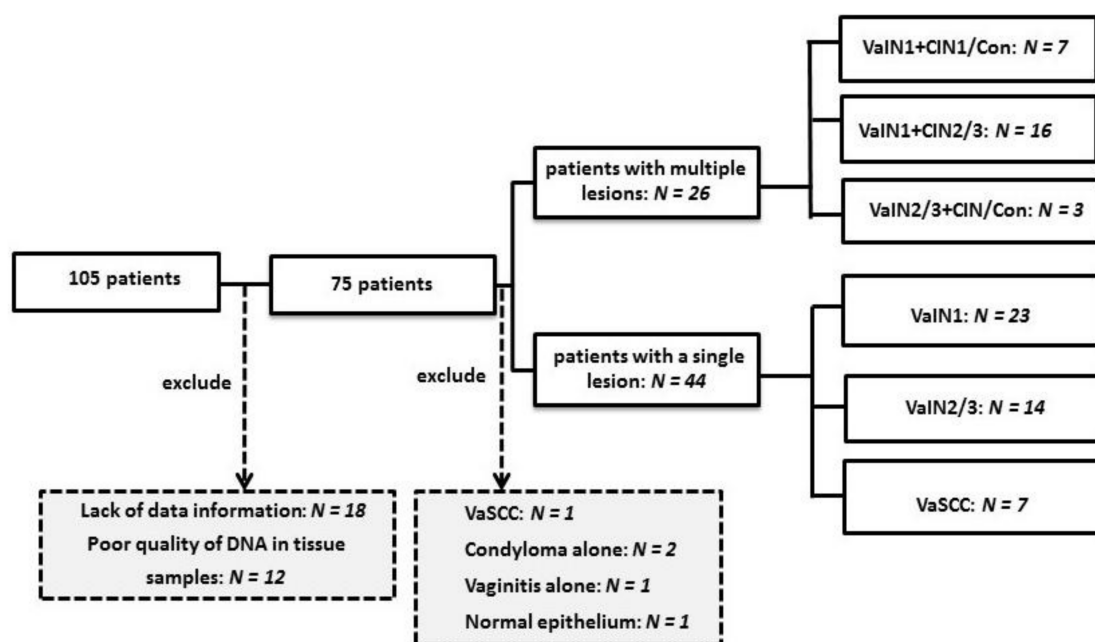 105 patients
exclude
Lack of data information: N = 18
Poor quality of DNA in tissue
samples: N = 12
75 patients
exclude
VaSCC: N = 1
Condyloma alone: N = 2
Vaginitis alone: N = 1
Normal epithelium: N = 1
patients with multiple
lesions: N = 26
VaIN1+CIN1/Con: N = 7
VaIN1+CIN2/3: N = 16
VaIN2/3+CIN/Con: N = 3
patients with a single
lesion: N = 44
VaIN1: N = 23
VaIN2/3: N = 14
VaSCC: N = 7